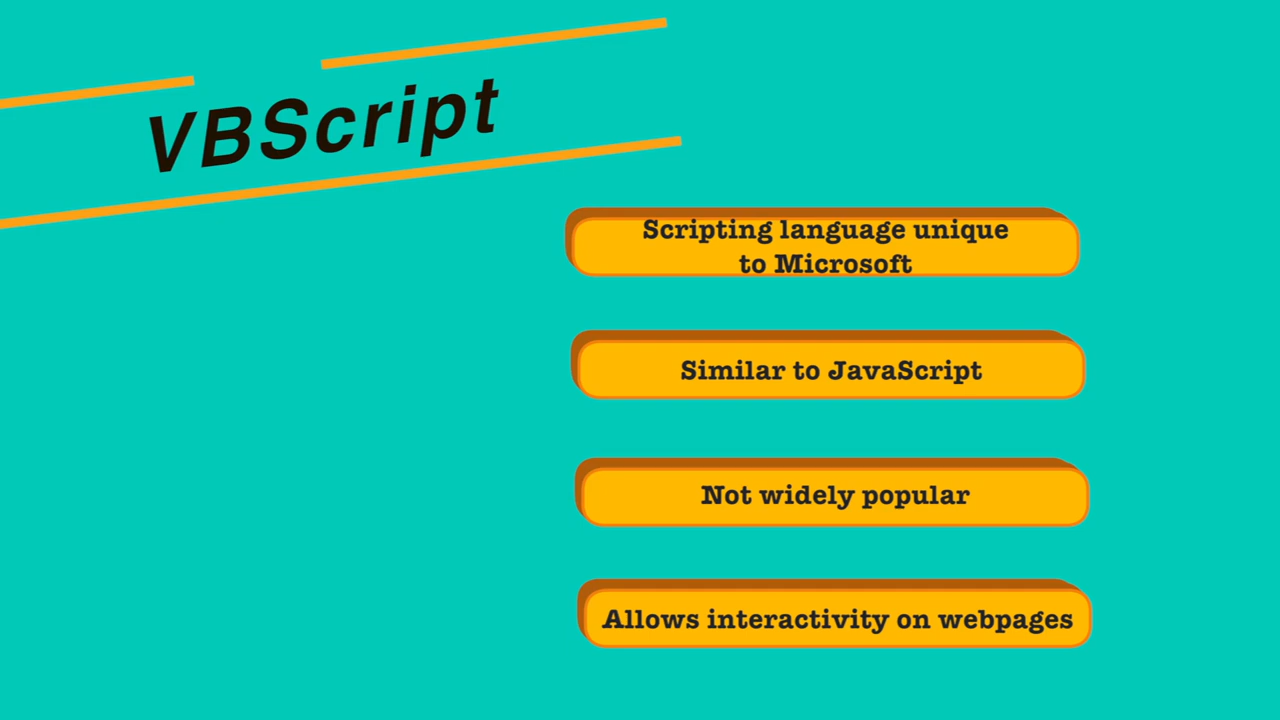 VBScript
Scripting language unique
to Microsoft
Similar to JavaScript
Not widely popular
Allows interactivity on webpages